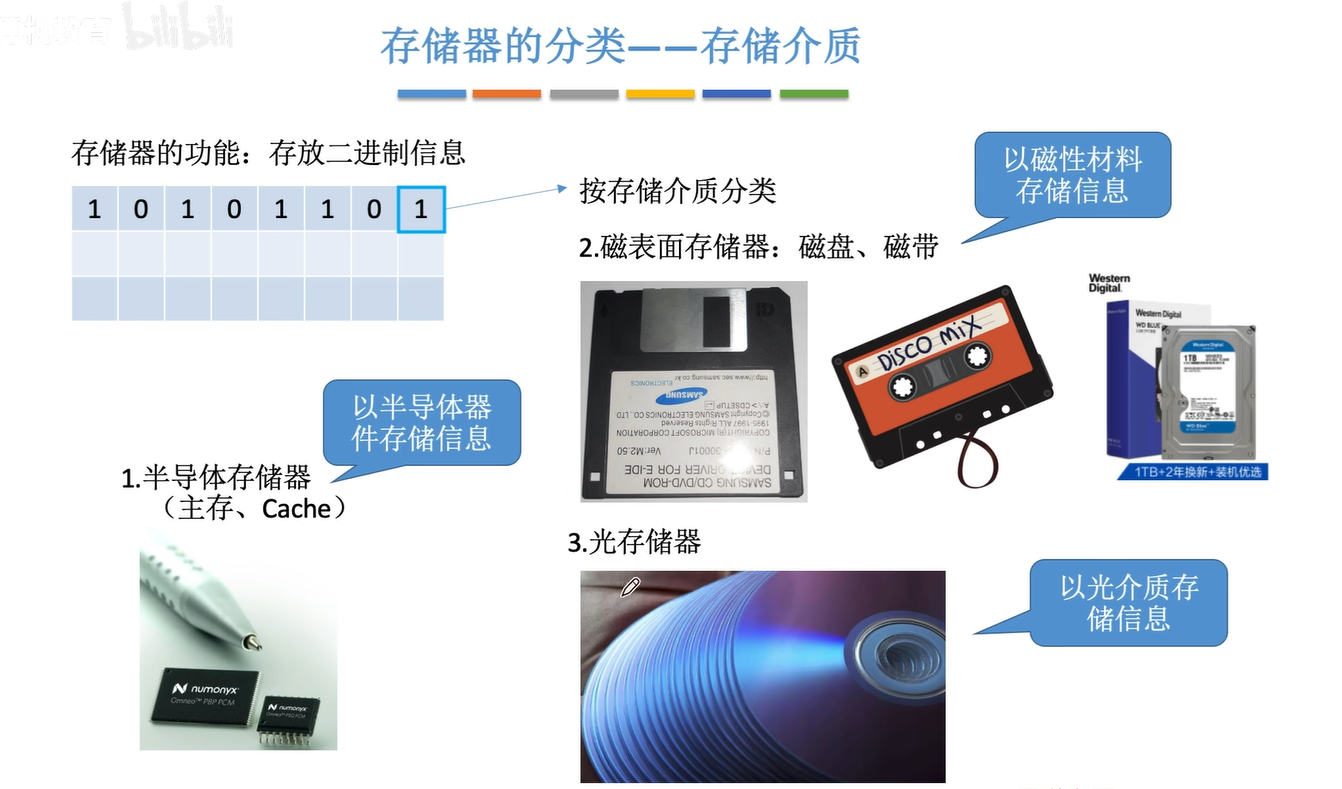 bilibili
存储器的分类——存储介质
存储器的功能：存放二进制信息
1 0 1 0 1 1 0 1
按存储介质分类
以磁性材料
存储信息
2.磁表面存储器：磁盘、磁带
HD
http://www.sec.samsung.co.kr
ELECTRONICS
SAMSUNG
A:\> CDSETUP
©Copyright SAMSUNG ELECTRONICS CO., LTD
1995-1997 ALL Rights Reserved
COPYRIGHT(R) MICROSOFT CORPORATION
Ver:M2.50
DEVICE DRIVER FOR E-IDE
SAMSUNG CD/DVD-ROM
A DISCO MiX
Western
Digital.
Western Digital
WD BLUE
Western Digital
1TB
WD Blue
1TB+2年换新+装机优选
以半导体器
件存储信息
1.半导体存储器
（主存、Cache）
numonyx
Omneo™ P8P PCM
numonyx
Omneo™ P5Q PCM
3.光存储器
以光介质存
储信息